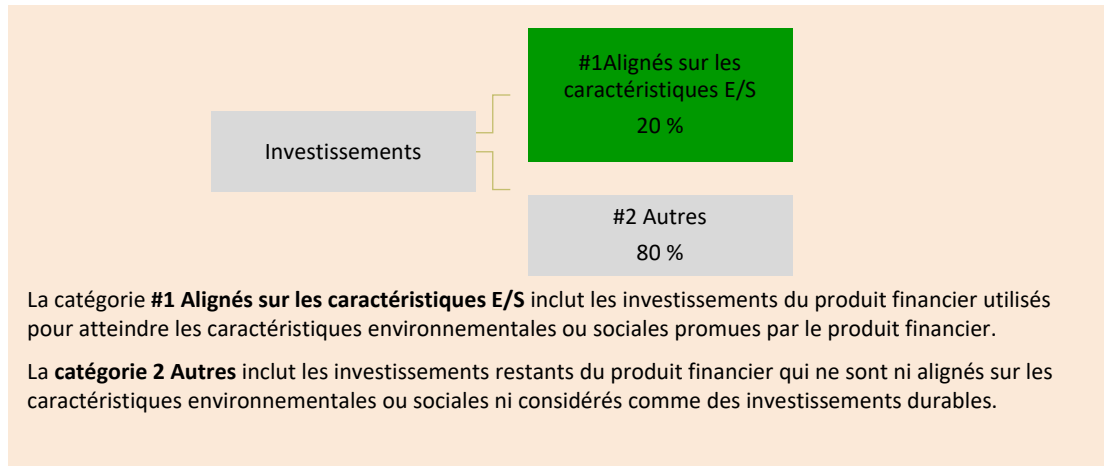 #1Alignés sur les
caractéristiques E/S
20 %
Investissements
#2 Autres
80 %
La catégorie #1 Alignés sur les caractéristiques E/S inclut les investissements du produit financier utilisés
pour atteindre les caractéristiques environnementales ou sociales promues par le produit financier.
La catégorie 2 Autres inclut les investissements restants du produit financier qui ne sont ni alignés sur les
caractéristiques environnementales ou sociales ni considérés comme des investissements durables.